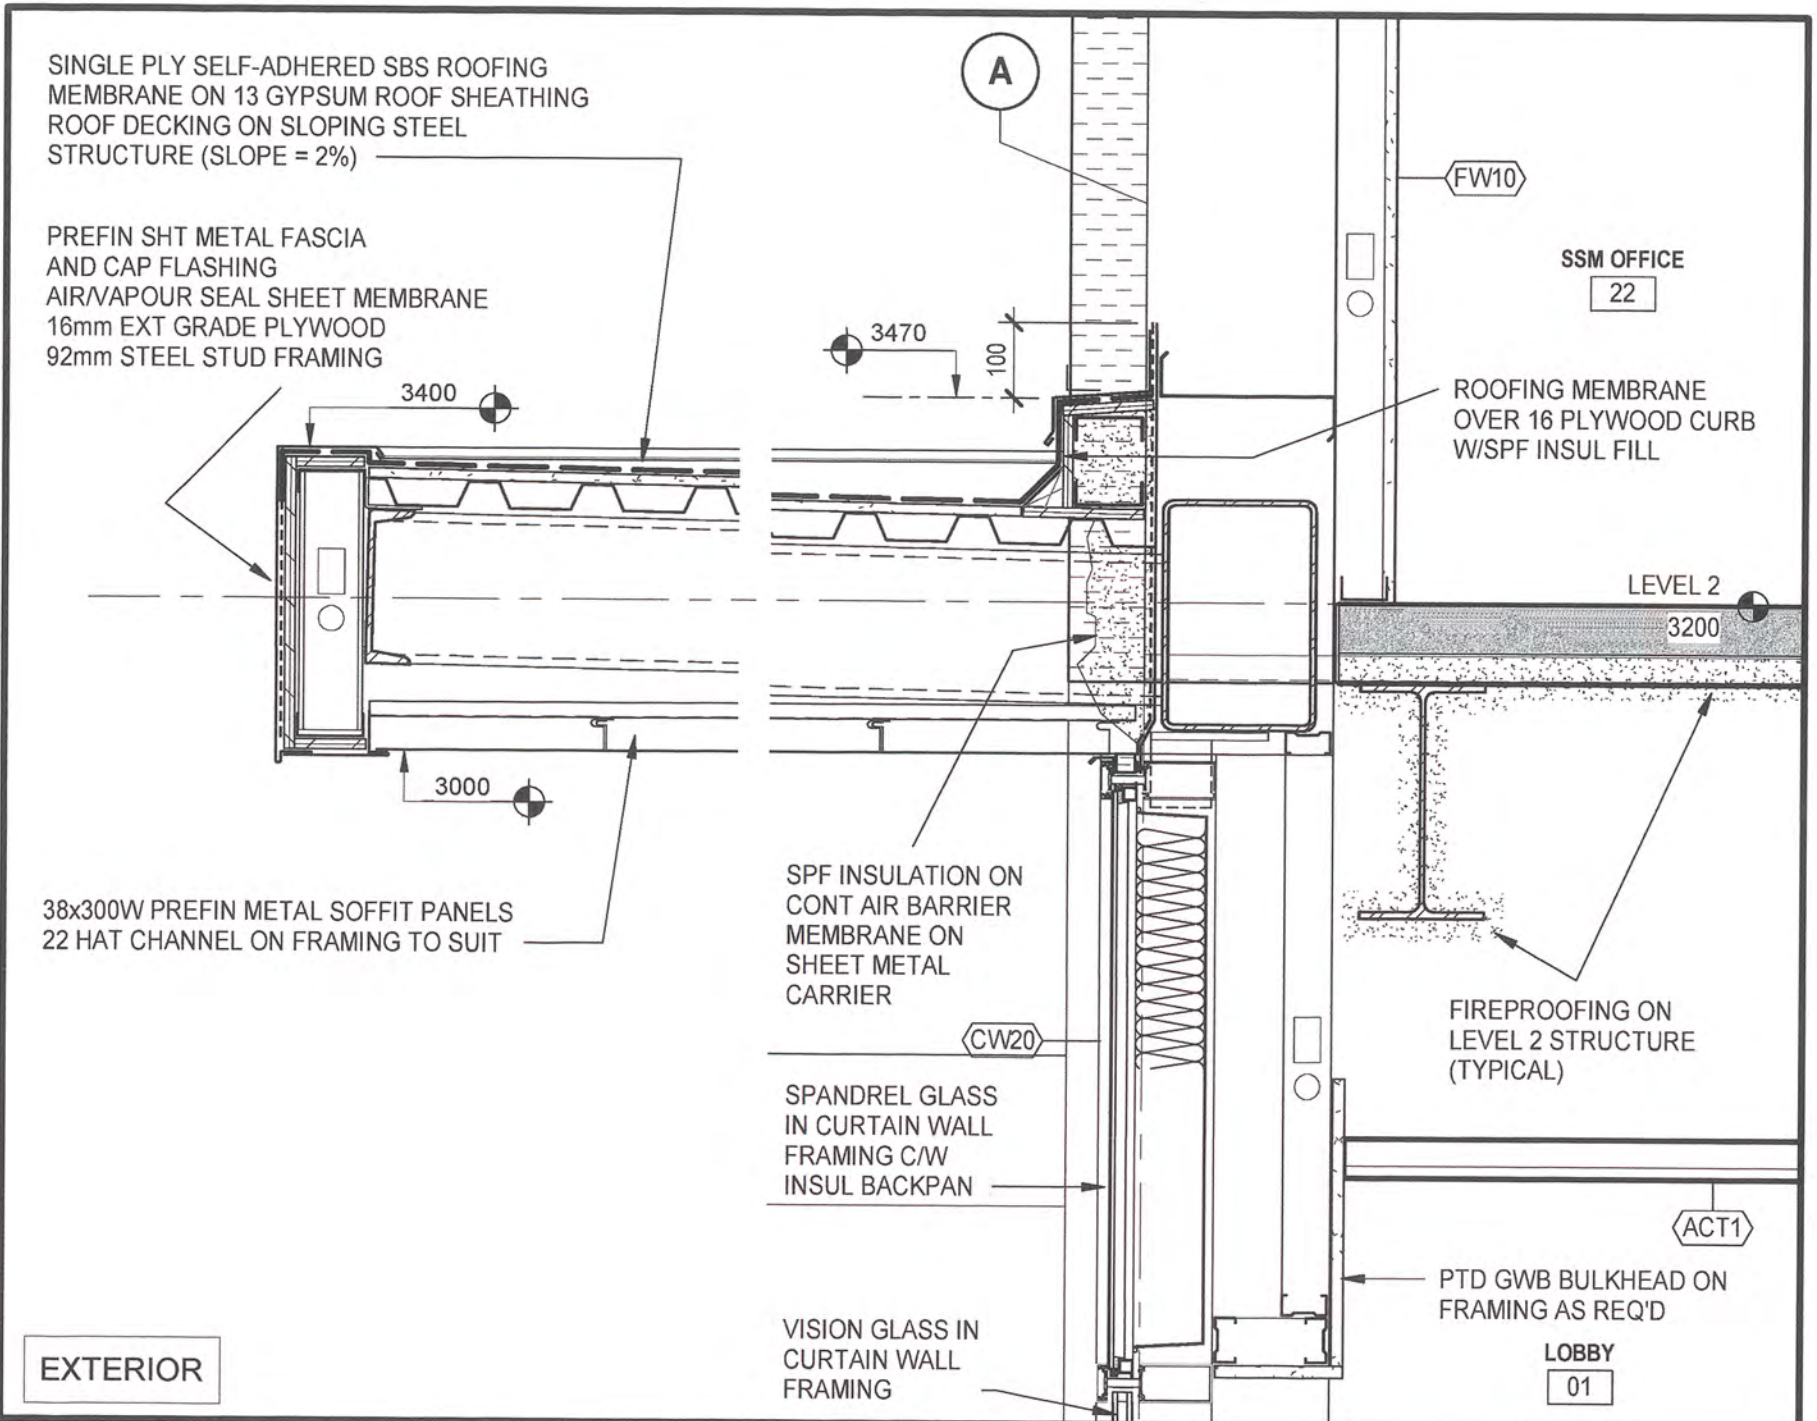 SINGLE PLY SELF-ADHERED SBS ROOFING
MEMBRANE ON 13 GYPSUM ROOF SHEATHING
ROOF DECKING ON SLOPING STEEL
STRUCTURE (SLOPE = 2%)
PREFIN SHT METAL FASCIA
AND CAP FLASHING
AIR/VAPOUR SEAL SHEET MEMBRANE
16mm EXT GRADE PLYWOOD
92mm STEEL STUD FRAMING
3400
3000
38x300W PREFIN METAL SOFFIT PANELS
22 HAT CHANNEL ON FRAMING TO SUIT
EXTERIOR
A
3470
100
SPF INSULATION ON
CONT AIR BARRIER
MEMBRANE ON
SHEET METAL
CARRIER
CW20
SPANDREL GLASS
IN CURTAIN WALL
FRAMING C/W
INSUL BACKPAN
VISION GLASS IN
CURTAIN WALL
FRAMING
FW10
SSM OFFICE
22
ROOFING MEMBRANE
OVER 16 PLYWOOD CURB
W/SPF INSUL FILL
LEVEL 2
3200
FIREPROOFING ON
LEVEL 2 STRUCTURE
(TYPICAL)
ACT1
PTD GWB BULKHEAD ON
FRAMING AS REQ'D
LOBBY
01